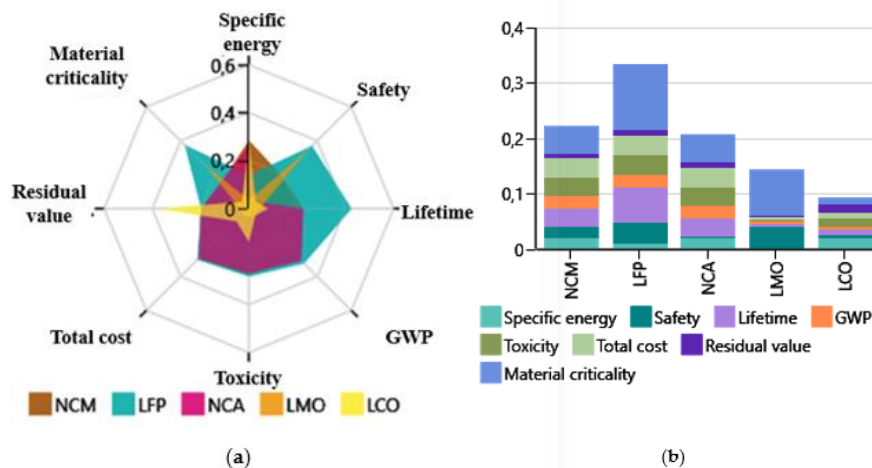 Specific
energy
Material
criticality
Safety
0,6
0,4
0,2
0
Residual
value
Lifetime
Total cost
GWP
Toxicity
NCM LFP NCA LMO LCO
(a)
0,4
0,3
0,2
0,1
0
NCM LFP NCA LMO LCO
Specific energy Safety Lifetime GWP
Toxicity Total cost Residual value
Material criticality
(b)